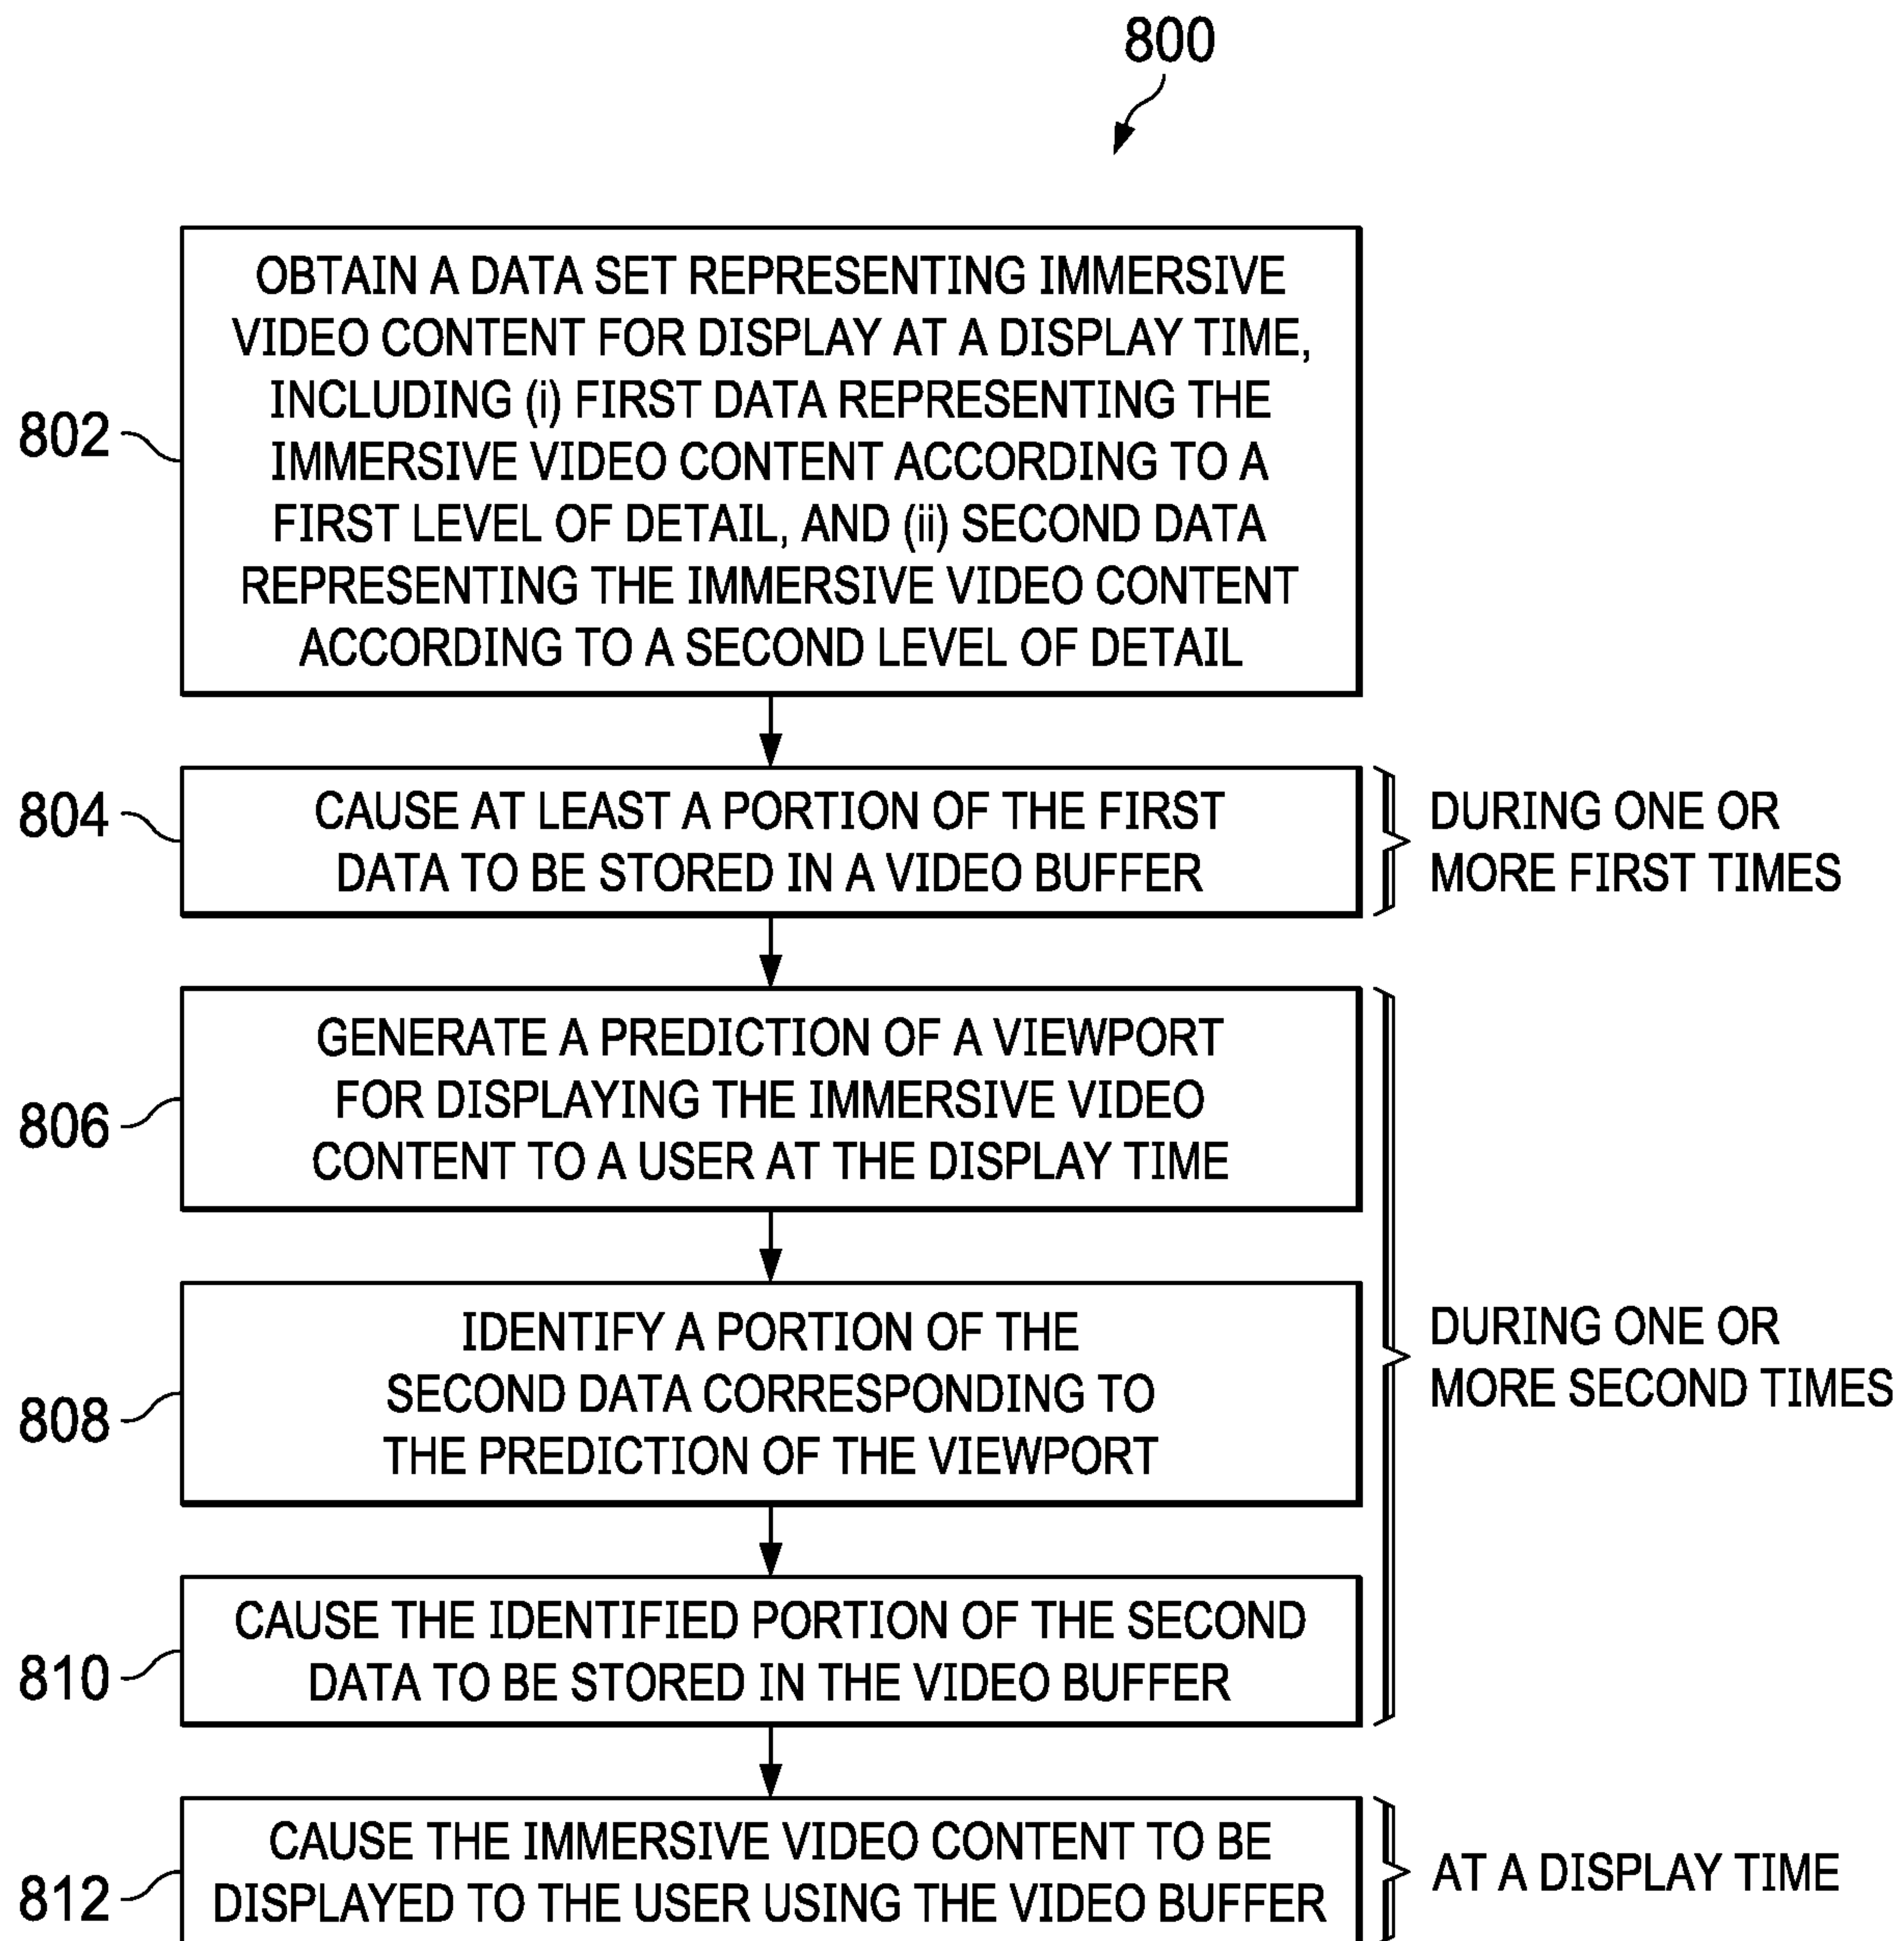 800
802
OBTAIN A DATA SET REPRESENTING IMMERSIVE
VIDEO CONTENT FOR DISPLAY AT A DISPLAY TIME,
INCLUDING (i) FIRST DATA REPRESENTING THE
IMMERSIVE VIDEO CONTENT ACCORDING TO A
FIRST LEVEL OF DETAIL, AND (ii) SECOND DATA
REPRESENTING THE IMMERSIVE VIDEO CONTENT
ACCORDING TO A SECOND LEVEL OF DETAIL
804
CAUSE AT LEAST A PORTION OF THE FIRST
DATA TO BE STORED IN A VIDEO BUFFER
DURING ONE OR
MORE FIRST TIMES
806
GENERATE A PREDICTION OF A VIEWPORT
FOR DISPLAYING THE IMMERSIVE VIDEO
CONTENT TO A USER AT THE DISPLAY TIME
808
IDENTIFY A PORTION OF THE
SECOND DATA CORRESPONDING TO
THE PREDICTION OF THE VIEWPORT
DURING ONE OR
MORE SECOND TIMES
810
CAUSE THE IDENTIFIED PORTION OF THE SECOND
DATA TO BE STORED IN THE VIDEO BUFFER
812
CAUSE THE IMMERSIVE VIDEO CONTENT TO BE
DISPLAYED TO THE USER USING THE VIDEO BUFFER
AT A DISPLAY TIME